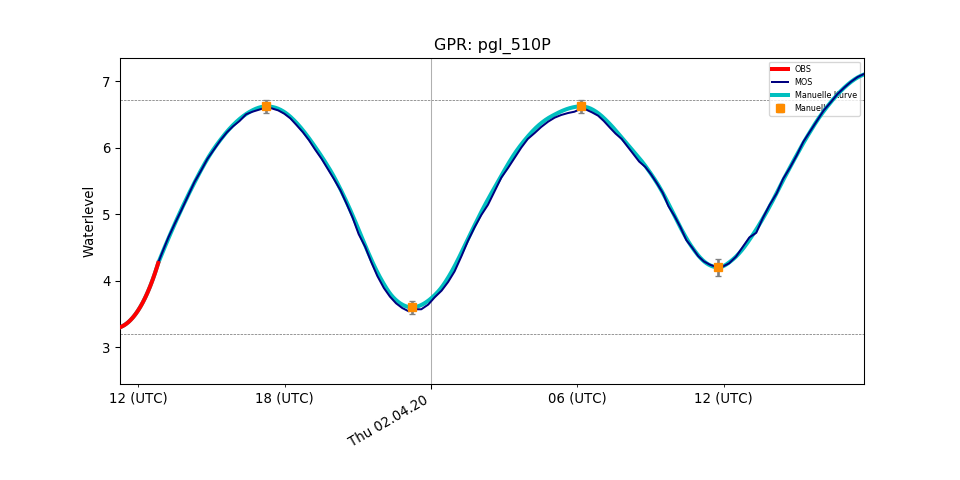 GPR: pgl_510P
7
6
5
4
3
Waterlevel
OBS
MOS
Manuelle Kurve
Manuell
12 (UTC)
18 (UTC)
Thu 02.04.20
06 (UTC)
12 (UTC)